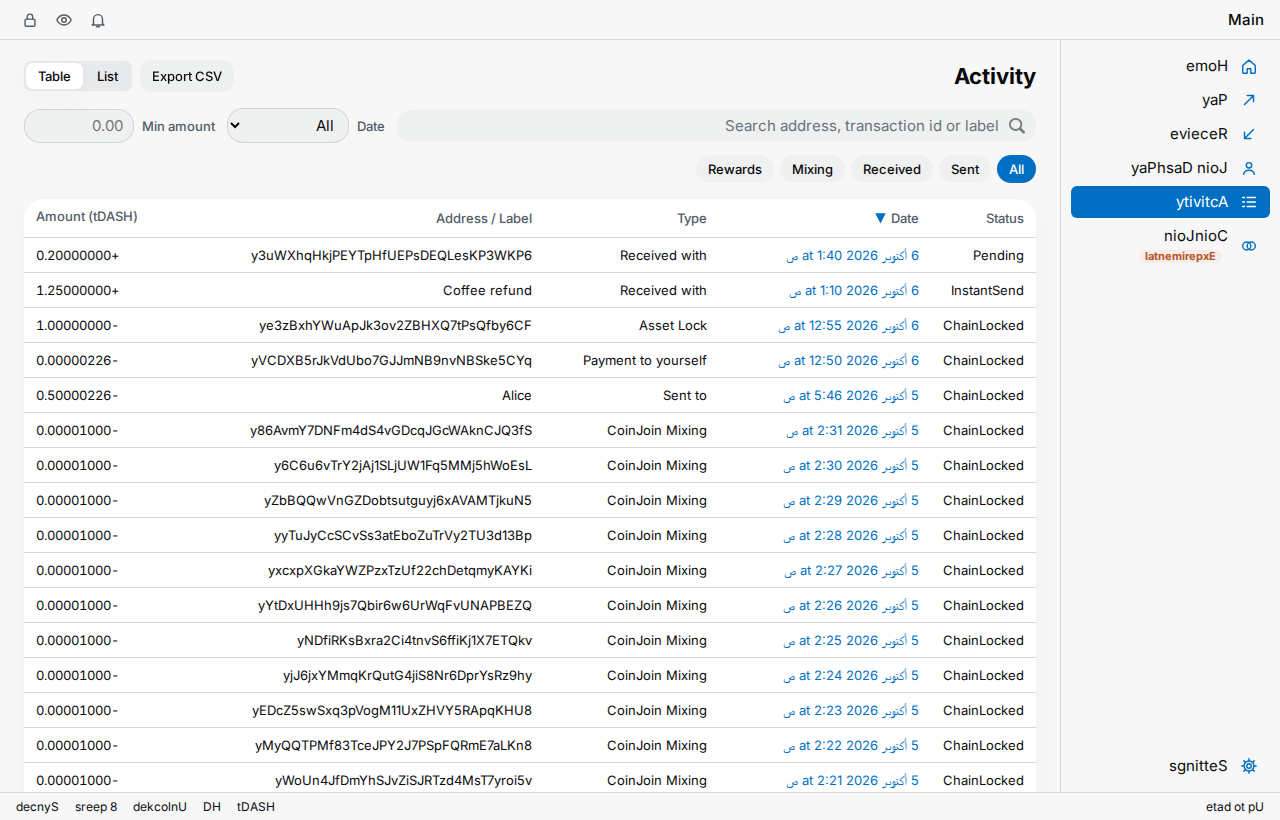 Main
emoH
yaP
evieceR
yaPhsaD nioJ
ytivitcA
nioJnioC
latnemirepxE
sgnitteS
Activity
Export CSV
List
Table
Search address, transaction id or label
Date
All
Min amount
0.00
All
Sent
Received
Mixing
Rewards
Status Date ▼ Type Address / Label Amount (tDASH)
Pending 6 أكتوبر 2026 at 1:40 ص Received with y3uWXhqHkjPEYTpHfUEPsDEQLesKP3WKP6 0.20000000+
InstantSend 6 أكتوبر 2026 at 1:10 ص Received with Coffee refund 1.25000000+
ChainLocked 6 أكتوبر 2026 at 12:55 ص Asset Lock ye3zBxhYWuApJk3ov2ZBHXQ7tPsQfby6CF 1.00000000-
ChainLocked 6 أكتوبر 2026 at 12:50 ص Payment to yourself yVCDXB5rJkVdUbo7GJJmNB9nvNBSke5CYq 0.00000226-
ChainLocked 5 أكتوبر 2026 at 5:46 ص Sent to Alice 0.50000226-
ChainLocked 5 أكتوبر 2026 at 2:31 ص CoinJoin Mixing y86AvmY7DNFm4dS4vGDcqJGcWAknCJQ3fS 0.00001000-
ChainLocked 5 أكتوبر 2026 at 2:30 ص CoinJoin Mixing y6C6u6vTrY2jAj1SLjUW1Fq5MMj5hWoEsL 0.00001000-
ChainLocked 5 أكتوبر 2026 at 2:29 ص CoinJoin Mixing yZbBQQwVnGZDobtsutguyj6xAVAMTjkuN5 0.00001000-
ChainLocked 5 أكتوبر 2026 at 2:28 ص CoinJoin Mixing yyTuJyCcSCvSs3atEboZuTrVy2TU3d13Bp 0.00001000-
ChainLocked 5 أكتوبر 2026 at 2:27 ص CoinJoin Mixing yxcxpXGkaYWZPzxTzUf22chDetqmyKAYKi 0.00001000-
ChainLocked 5 أكتوبر 2026 at 2:26 ص CoinJoin Mixing yYtDxUHHh9js7Qbir6w6UrWqFvUNAPBEZQ 0.00001000-
ChainLocked 5 أكتوبر 2026 at 2:25 ص CoinJoin Mixing yNDfiRKsBxra2Ci4tnvS6ffiKj1X7ETQkv 0.00001000-
ChainLocked 5 أكتوبر 2026 at 2:24 ص CoinJoin Mixing yjJ6jxYMmqKrQutG4jiS8Nr6DprYsRz9hy 0.00001000-
ChainLocked 5 أكتوبر 2026 at 2:23 ص CoinJoin Mixing yEDcZ5swSxq3pVogM11UxZHVY5RApqKHU8 0.00001000-
ChainLocked 5 أكتوبر 2026 at 2:22 ص CoinJoin Mixing yMyQQTPMf83TceJPY2J7PSpFQRmE7aLKn8 0.00001000-
ChainLocked 5 أكتوبر 2026 at 2:21 ص CoinJoin Mixing yWoUn4JfDmYhSJvZiSJRTzd4MsT7yroi5v 0.00001000-
etad ot pU tDASH DH dekcolnU sreep 8 decnyS